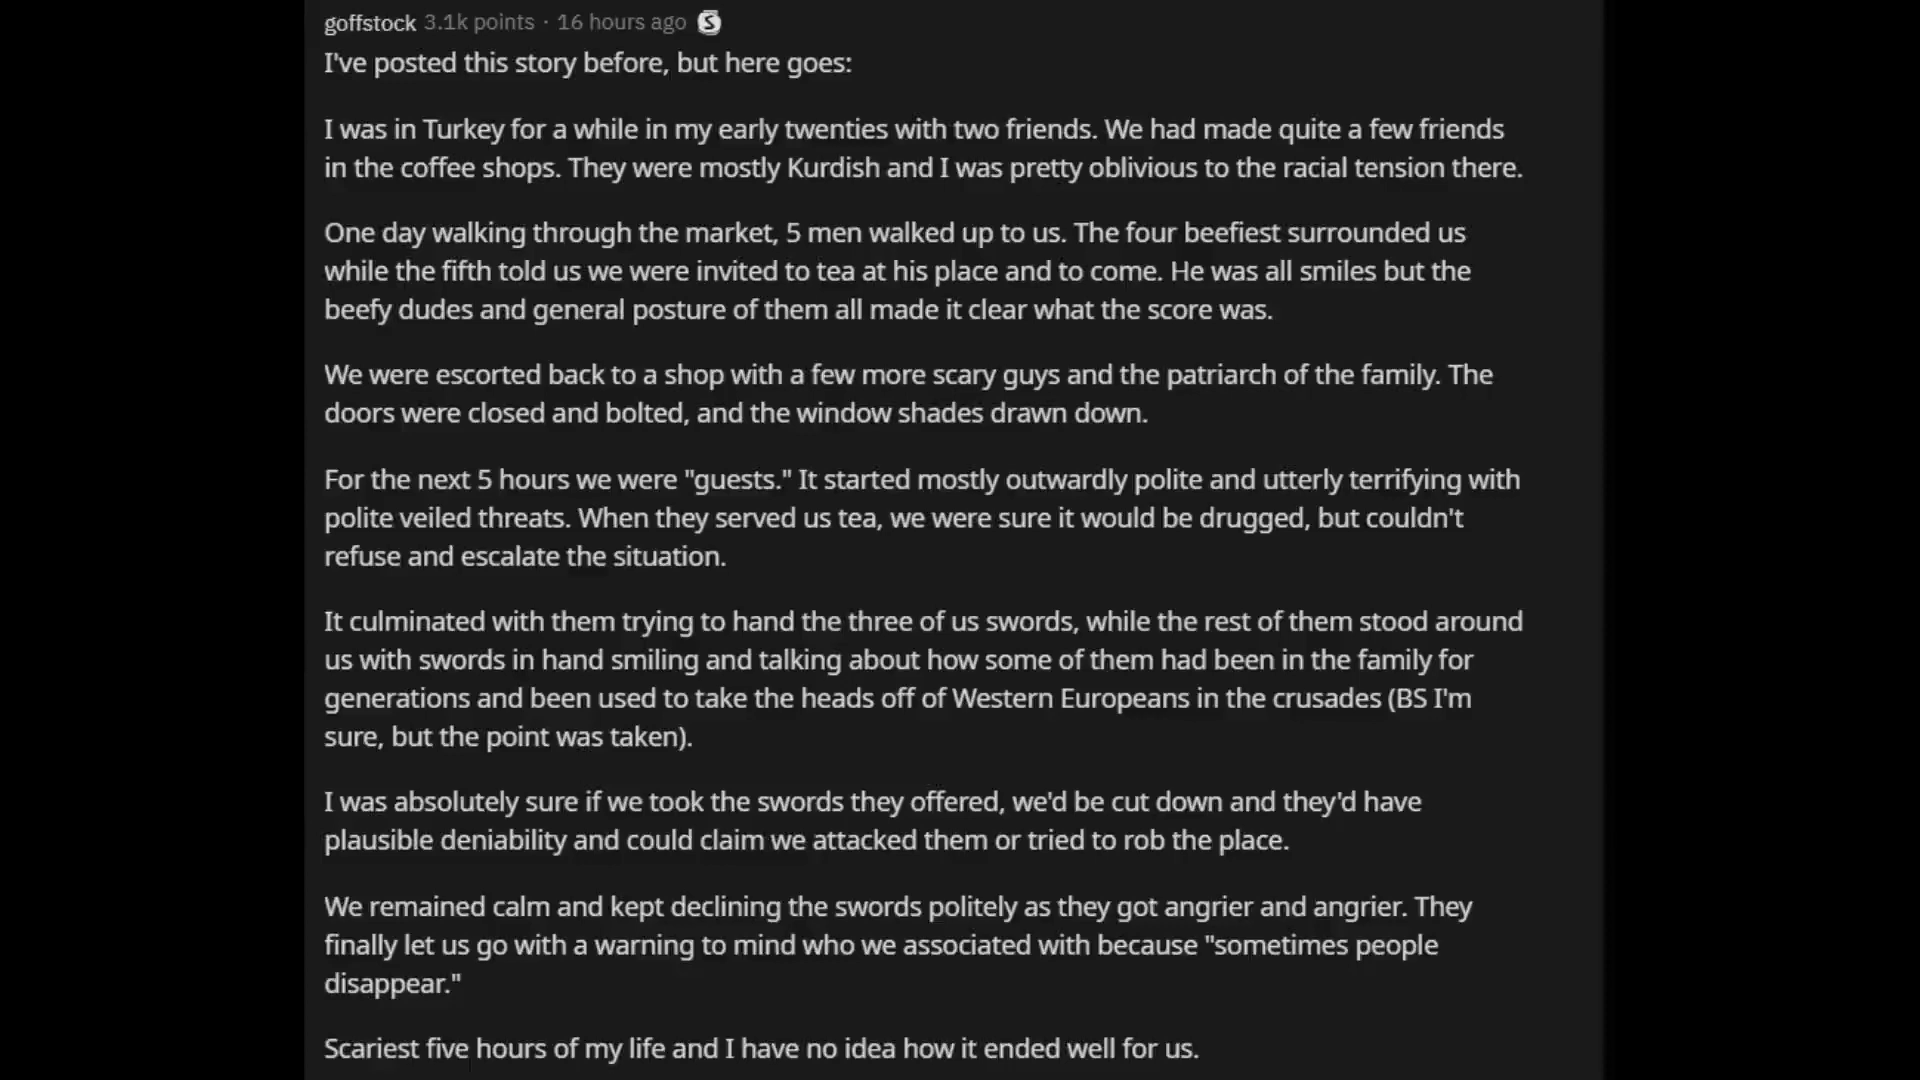 goffstock 3.1k points · 16 hours ago S
I've posted this story before, but here goes:
I was in Turkey for a while in my early twenties with two friends. We had made quite a few friends
in the coffee shops. They were mostly Kurdish and I was pretty oblivious to the racial tension there.
One day walking through the market, 5 men walked up to us. The four beefiest surrounded us
while the fifth told us we were invited to tea at his place and to come. He was all smiles but the
beefy dudes and general posture of them all made it clear what the score was.
We were escorted back to a shop with a few more scary guys and the patriarch of the family. The
doors were closed and bolted, and the window shades drawn down.
For the next 5 hours we were "guests." It started mostly outwardly polite and utterly terrifying with
polite veiled threats. When they served us tea, we were sure it would be drugged, but couldn't
refuse and escalate the situation.
It culminated with them trying to hand the three of us swords, while the rest of them stood around
us with swords in hand smiling and talking about how some of them had been in the family for
generations and been used to take the heads off of Western Europeans in the crusades (BS I'm
sure, but the point was taken).
I was absolutely sure if we took the swords they offered, we'd be cut down and they'd have
plausible deniability and could claim we attacked them or tried to rob the place.
We remained calm and kept declining the swords politely as they got angrier and angrier. They
finally let us go with a warning to mind who we associated with because "sometimes people
disappear."
Scariest five hours of my life and I have no idea how it ended well for us.